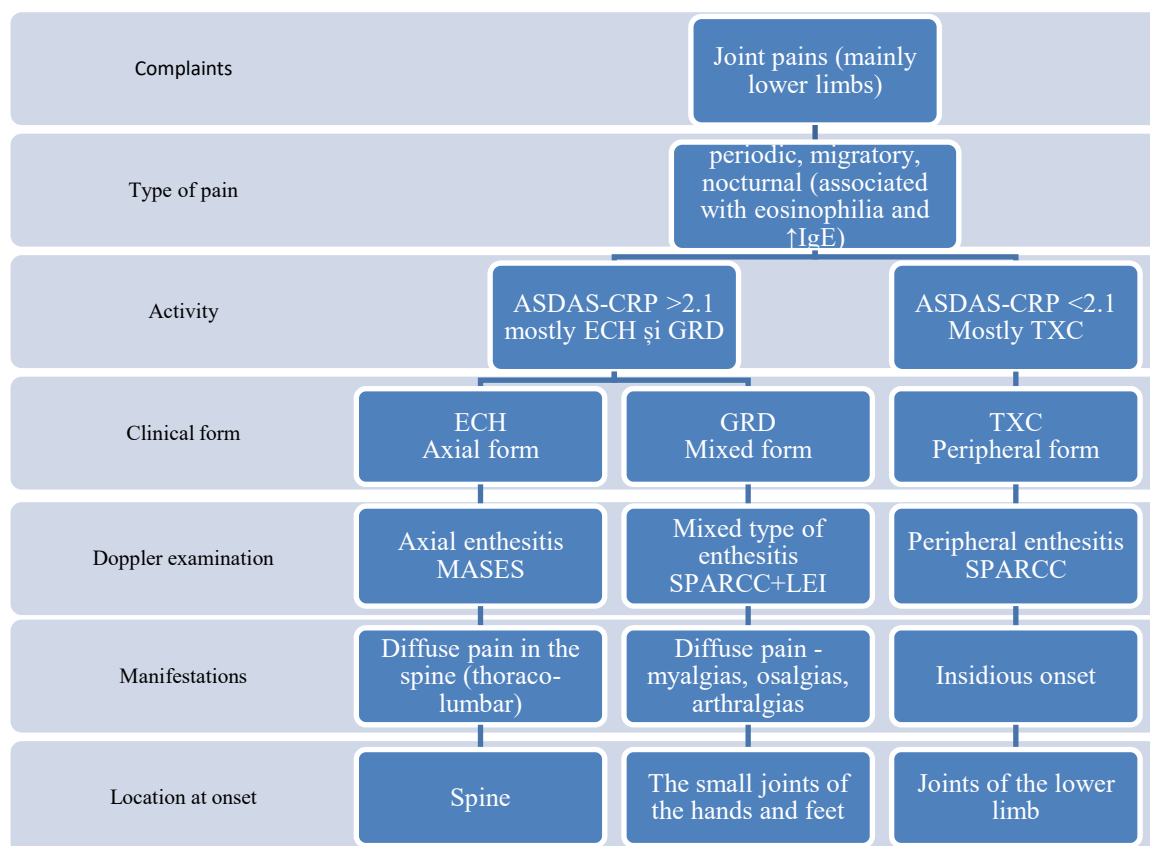 Complaints
Joint pains (mainly
lower limbs)
Type of pain
periodic, migratory,
nocturnal (associated
with eosinophilia and
↑IgE)
Activity
ASDAS-CRP >2.1
mostly ECH și GRD
ASDAS-CRP <2.1
Mostly TXC
Clinical form
ECH
Axial form
GRD
Mixed form
TXC
Peripheral form
Doppler examination
Axial enthesitis
MASES
Mixed type of
enthesitis
SPARCC+LEI
Peripheral enthesitis
SPARCC
Manifestations
Diffuse pain in the
spine (thoraco-
lumbar)
Diffuse pain -
myalgias, osalgias,
arthralgias
Insidious onset
Location at onset
Spine
The small joints of
the hands and feet
Joints of the lower
limb